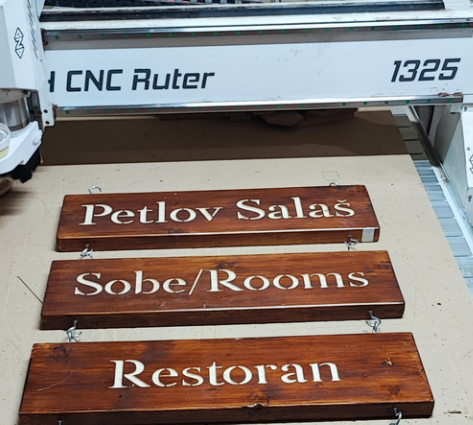 CNC Ruter 1325
Petlov Salaš
Sobe/Rooms
Restoran